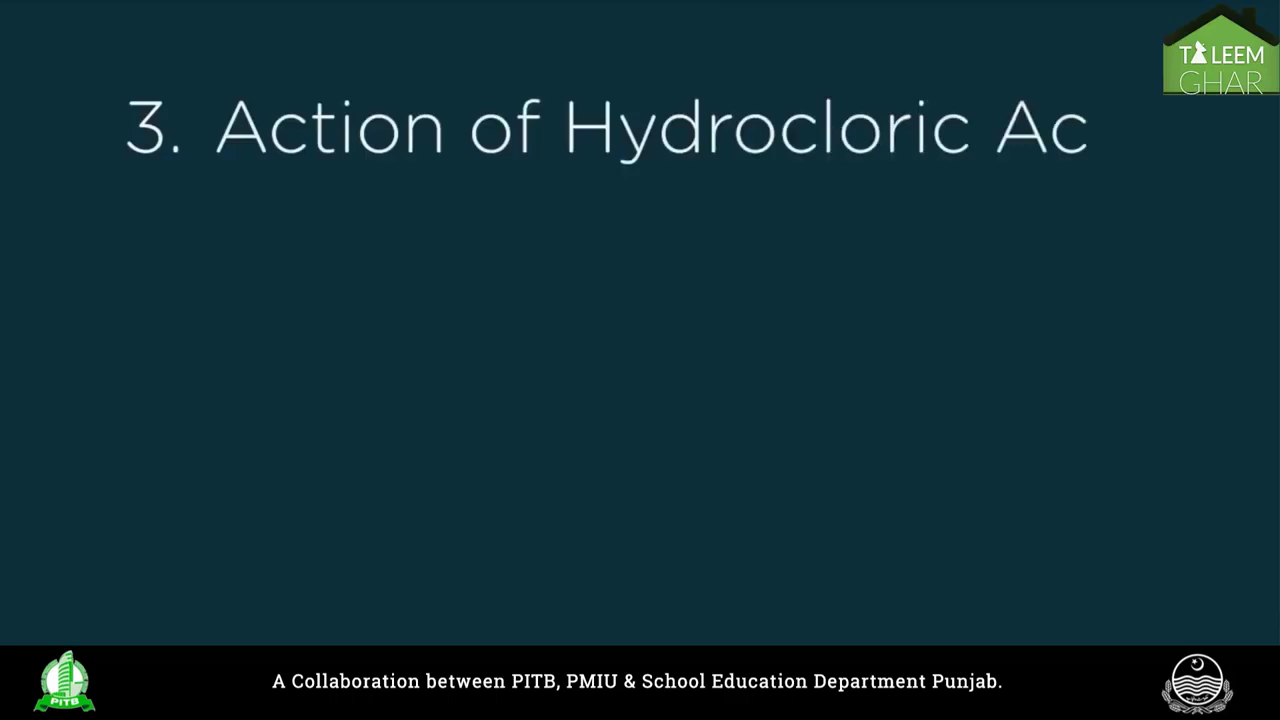 TALEEM
GHAR
3. Action of Hydrocloric Ac
PITB
A Collaboration between PITB, PMIU & School Education Department Punjab.